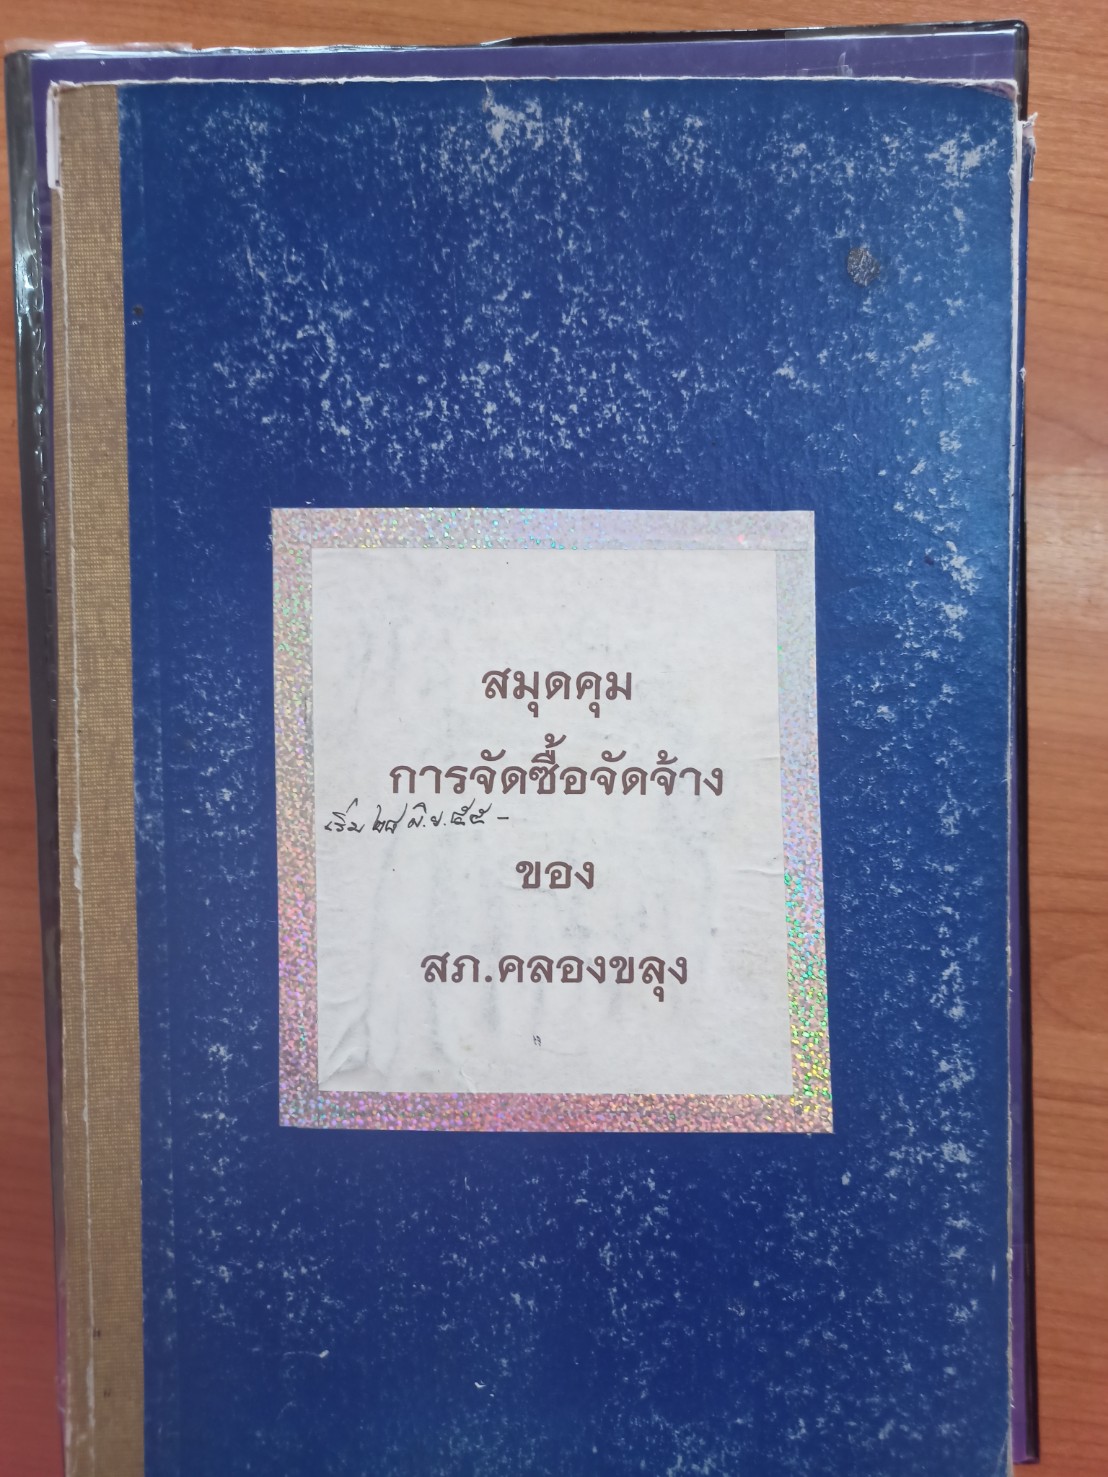 สมุดคุม
การจัดซื้อจัดจ้าง
เริ่ม ๒๘ มิ.ย. ๕๕ -
ของ
สภ.คลองขลุง